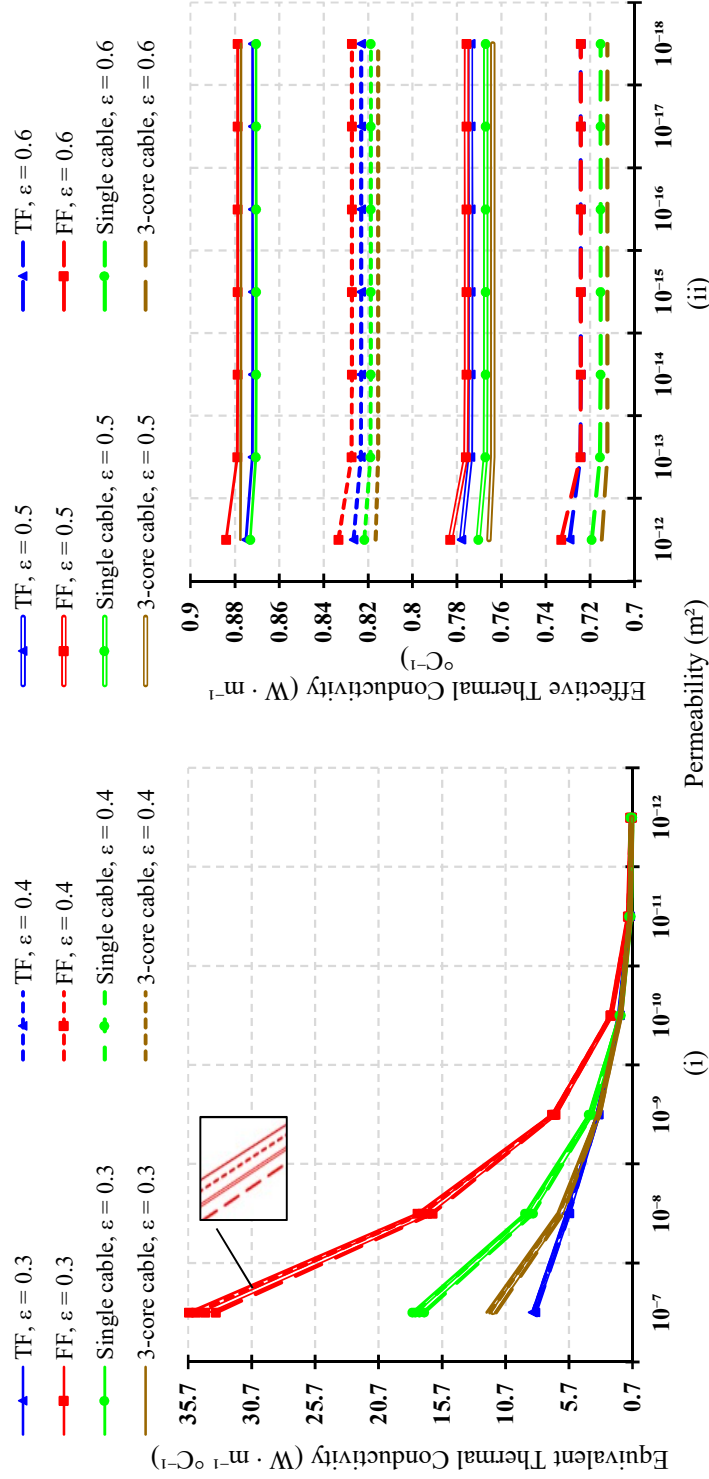 TF, ε = 0.3
TF, ε = 0.4
TF, ε = 0.5
TF, ε = 0.6
FF, ε = 0.3
FF, ε = 0.4
FF, ε = 0.5
FF, ε = 0.6
Single cable, ε = 0.3
Single cable, ε = 0.4
Single cable, ε = 0.5
Single cable, ε = 0.6
3-core cable, ε = 0.3
3-core cable, ε = 0.4
3-core cable, ε = 0.5
3-core cable, ε = 0.6
Equivalent Thermal Conductivity (W · m⁻¹ °C⁻¹)
35.7
30.7
25.7
20.7
15.7
10.7
5.7
0.7
10⁻⁷
10⁻⁸
10⁻⁹
10⁻¹⁰
10⁻¹¹
10⁻¹²
(i)
Effective Thermal Conductivity (W · m⁻¹
°C⁻¹)
0.9
0.88
0.86
0.84
0.82
0.8
0.78
0.76
0.74
0.72
0.7
10⁻¹²
10⁻¹³
10⁻¹⁴
10⁻¹⁵
10⁻¹⁶
10⁻¹⁷
10⁻¹⁸
(ii)
Permeability (m²)